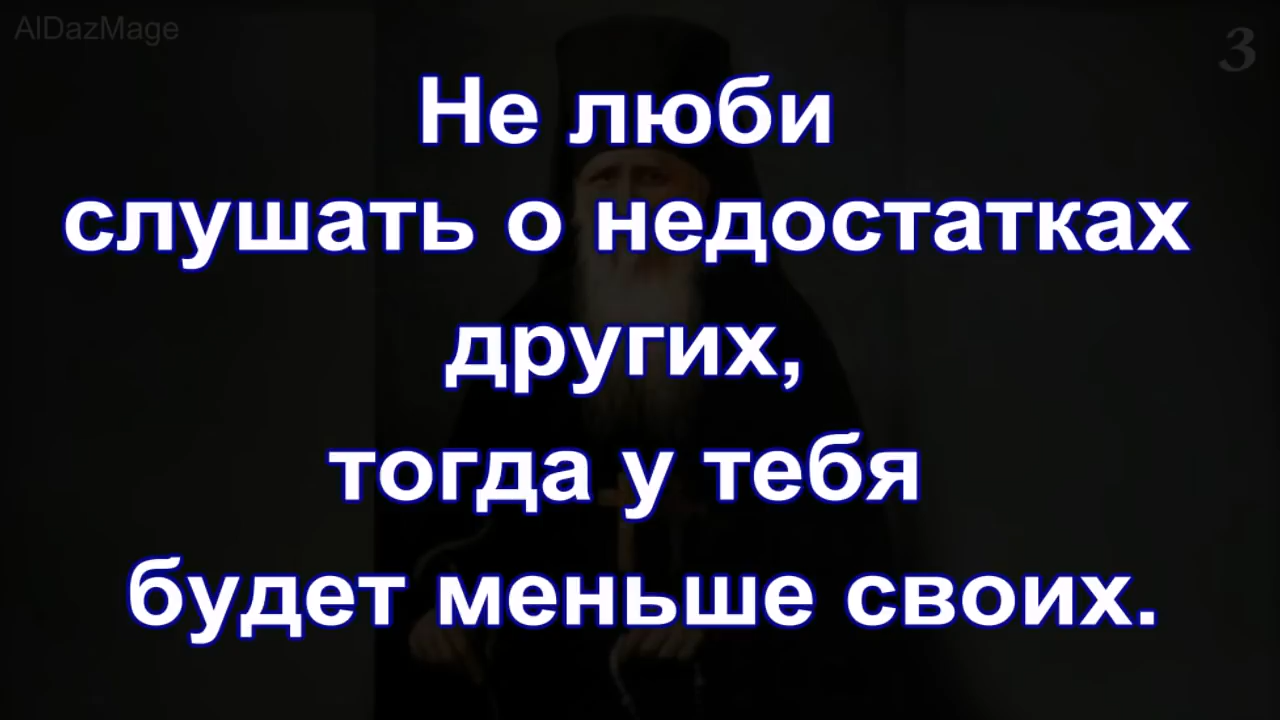 AlDazMage
3
Не люби
слушать о недостатках
других,
тогда у тебя
будет меньше своих.